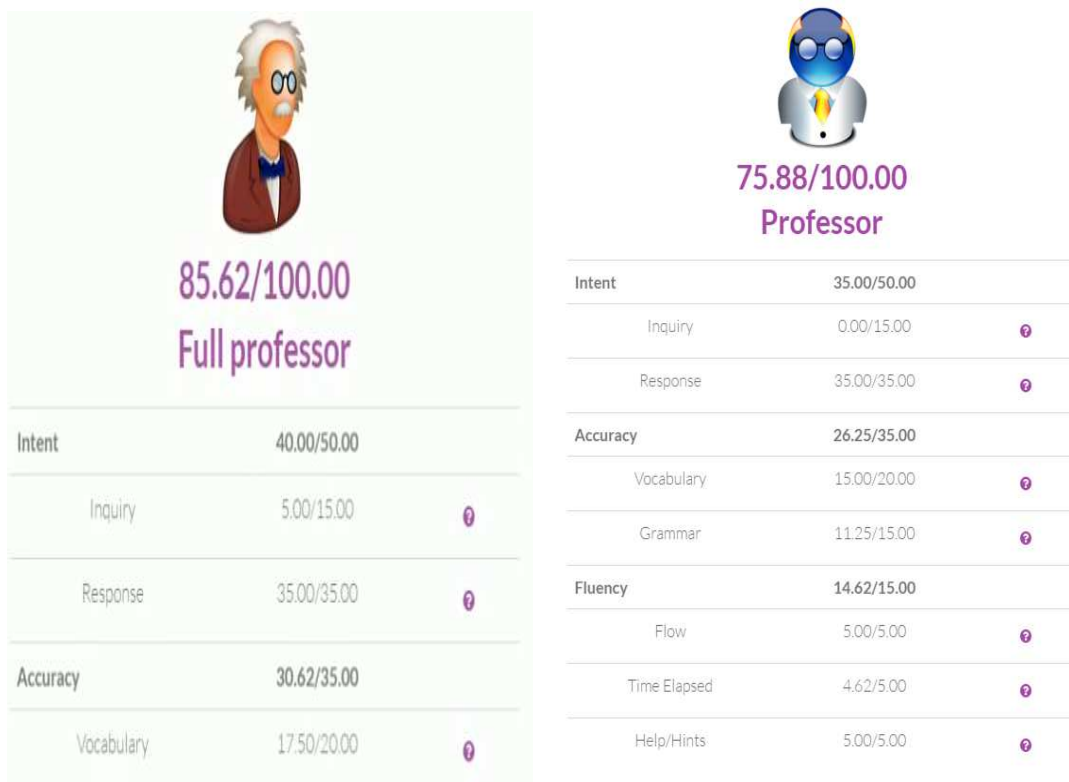 85.62/100.00
Full professor
Intent 40.00/50.00
Inquiry 5.00/15.00 ?
Response 35.00/35.00 ?
Accuracy 30.62/35.00
Vocabulary 17.50/20.00 ?
75.88/100.00
Professor
Intent 35.00/50.00
Inquiry 0.00/15.00 ?
Response 35.00/35.00 ?
Accuracy 26.25/35.00
Vocabulary 15.00/20.00 ?
Grammar 11.25/15.00 ?
Fluency 14.62/15.00
Flow 5.00/5.00 ?
Time Elapsed 4.62/5.00 ?
Help/Hints 5.00/5.00 ?